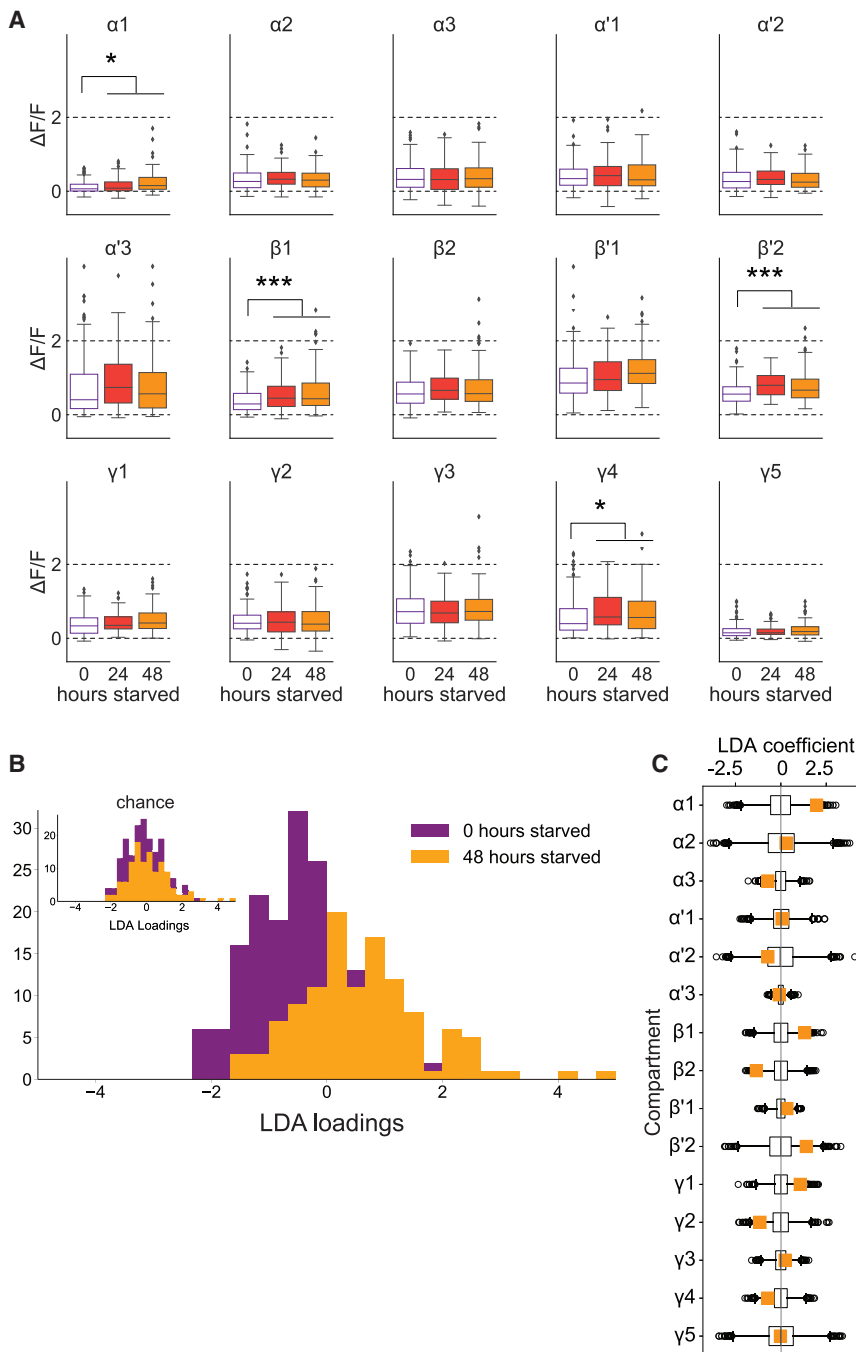 A
α1 α2 α3 α'1 α'2
*
ΔF/F
2
0
α'3 β1 β2 β'1 β'2
*** ***
ΔF/F
2
0
γ1 γ2 γ3 γ4 γ5
*
ΔF/F
2
0
0 24 48 0 24 48 0 24 48 0 24 48 0 24 48
hours starved hours starved hours starved hours starved hours starved
B
chance
20
10
0
−4 −2 0 2 4
LDA Loadings
0 hours starved
48 hours starved
30
25
20
15
10
5
0
−4 −2 0 2 4
LDA loadings
C
LDA coefficient
-2.5 0 2.5
Compartment
α1
α2
α3
α'1
α'2
α'3
β1
β2
β'1
β'2
γ1
γ2
γ3
γ4
γ5